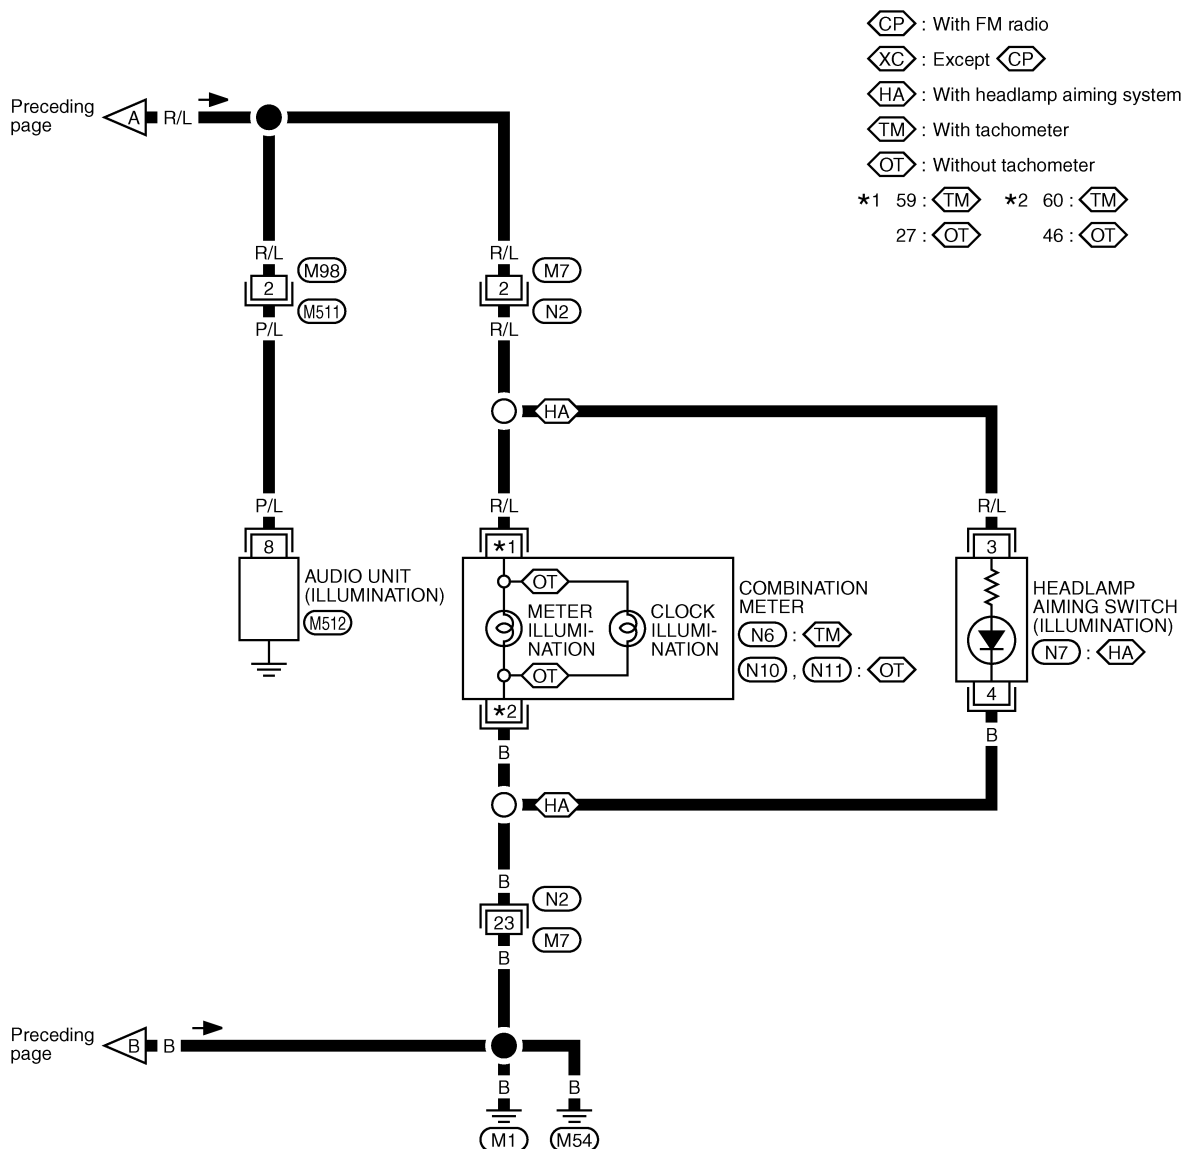 CP : With FM radio
XC : Except CP
HA : With headlamp aiming system
TM : With tachometer
OT : Without tachometer
*1 59 : TM *2 60 : TM
27 : OT 46 : OT
Preceding
page
A R/L
R/L
M98
2
M511
P/L
R/L
M7
2
N2
R/L
HA
P/L
8
AUDIO UNIT
(ILLUMINATION)
M512
R/L
*1
OT
METER
ILLUMI-
NATION
CLOCK
ILLUMI-
NATION
OT
*2
COMBINATION
METER
N6 : TM
N10 , N11 : OT
R/L
3
HEADLAMP
AIMING SWITCH
(ILLUMINATION)
N7 : HA
4
B
B
HA
B
N2
23
M7
B
Preceding
page
B B
B B
M1 M54